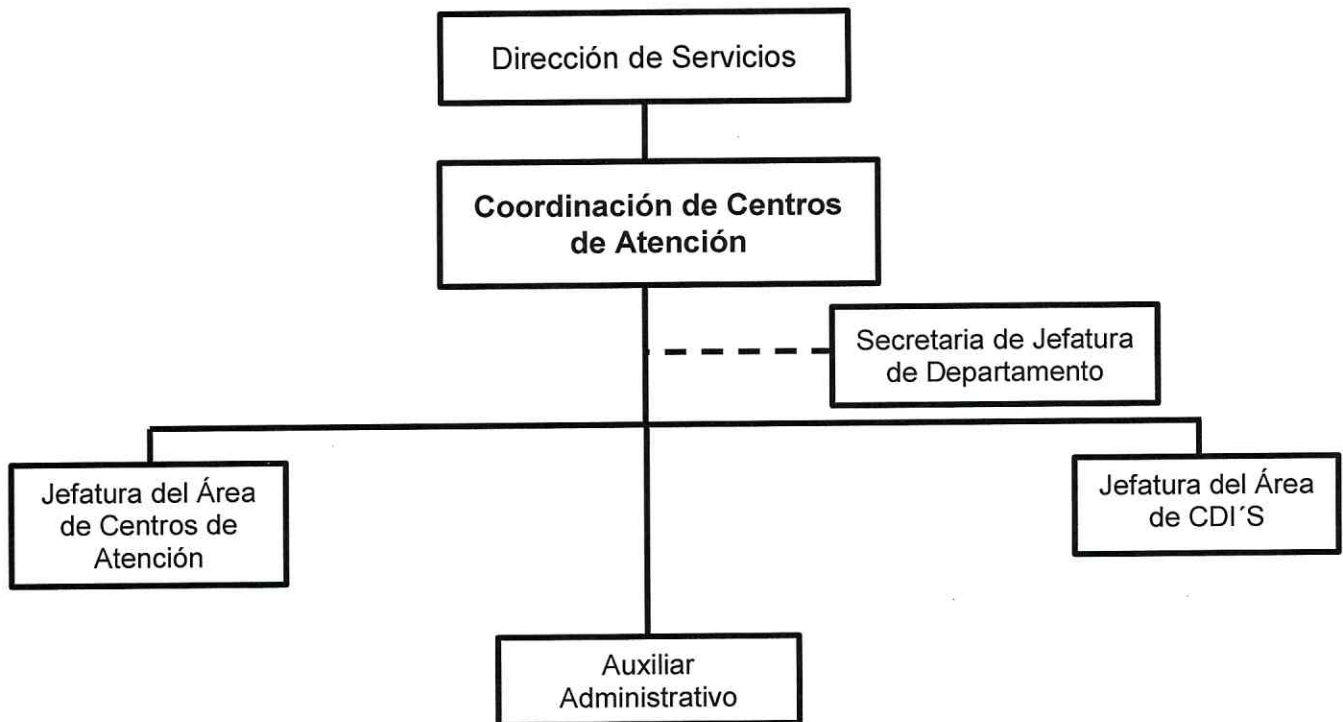 Dirección de Servicios
Coordinación de Centros
de Atención
Secretaria de Jefatura
de Departamento
Jefatura del Área
de Centros de
Atención
Jefatura del Área
de CDI´S
Auxiliar
Administrativo